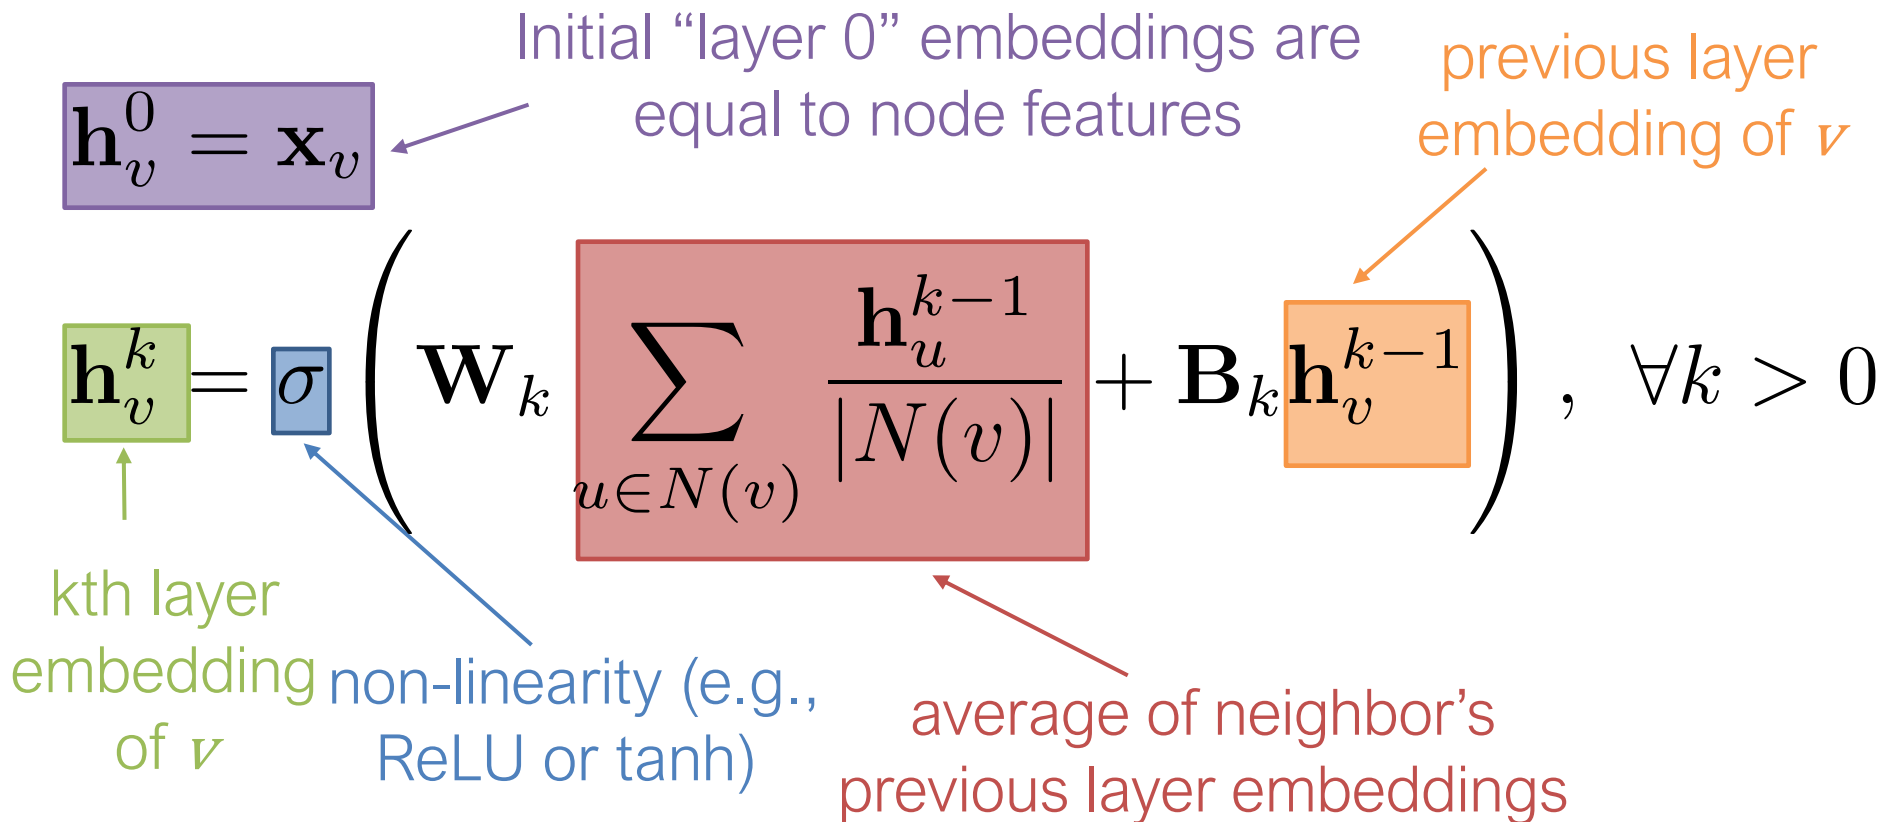 Initial “layer 0” embeddings are
equal to node features
previous layer
embedding of v
h_v^0 = x_v
h_v^k = σ ( W_k ∑_{u∈N(v)} h_u^{k−1} / |N(v)| + B_k h_v^{k−1} ) , ∀k > 0
kth layer
embedding
of v
non-linearity (e.g.,
ReLU or tanh)
average of neighbor’s
previous layer embeddings